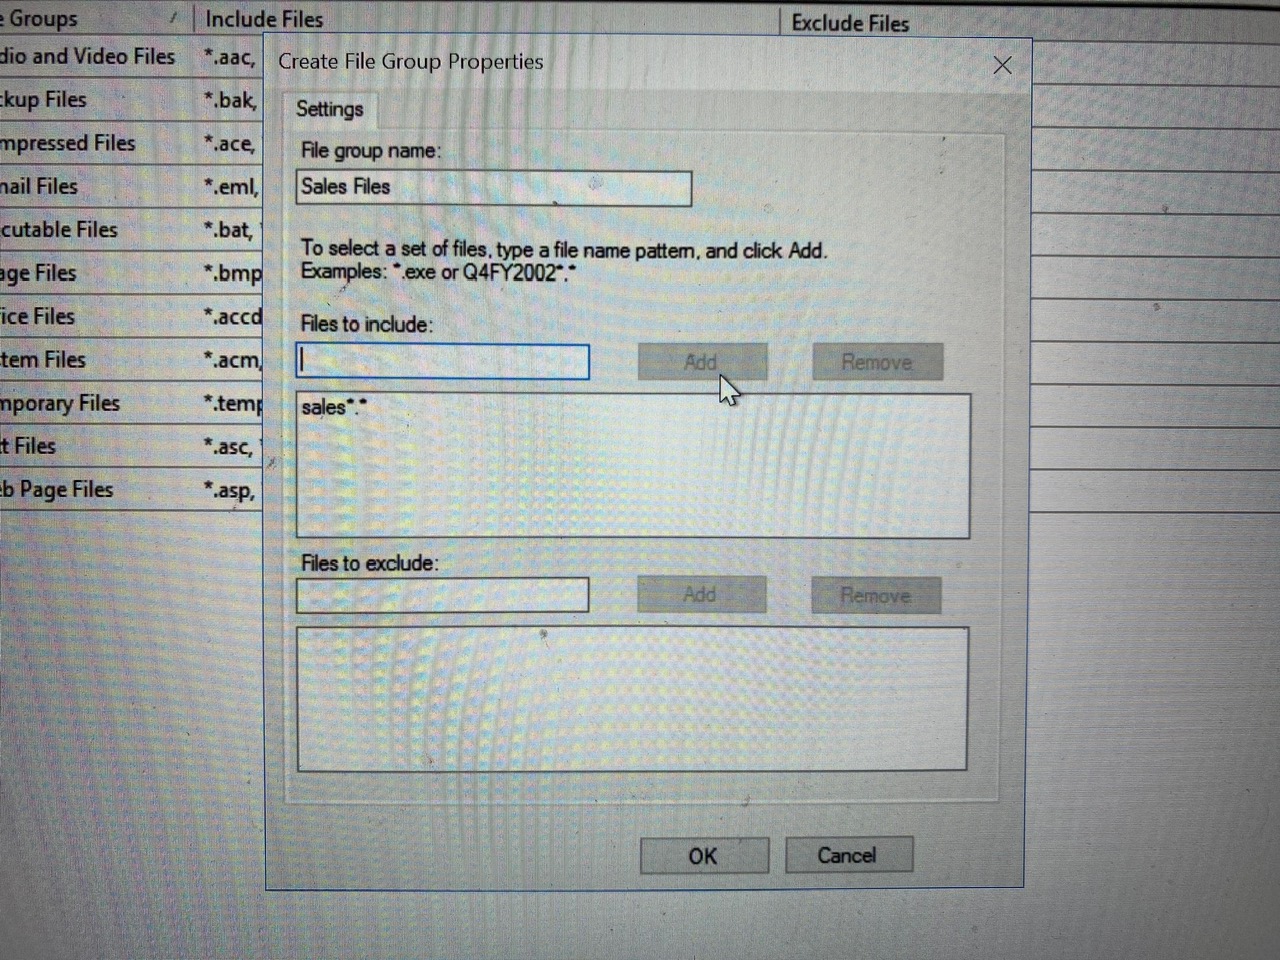 e Groups Include Files Exclude Files
dio and Video Files *.aac,
ckup Files *.bak,
mpressed Files *.ace,
nail Files *.eml,
cutable Files *.bat,
age Files *.bmp
ice Files *.accd
tem Files *.acm,
mporary Files *.temp
t Files *.asc,
eb Page Files *.asp,
Create File Group Properties
Settings
File group name:
Sales Files
To select a set of files, type a file name pattern, and click Add.
Examples: *.exe or Q4FY2002*.*
Files to include:
Add Remove
sales*.*
Files to exclude:
Add Remove
OK Cancel